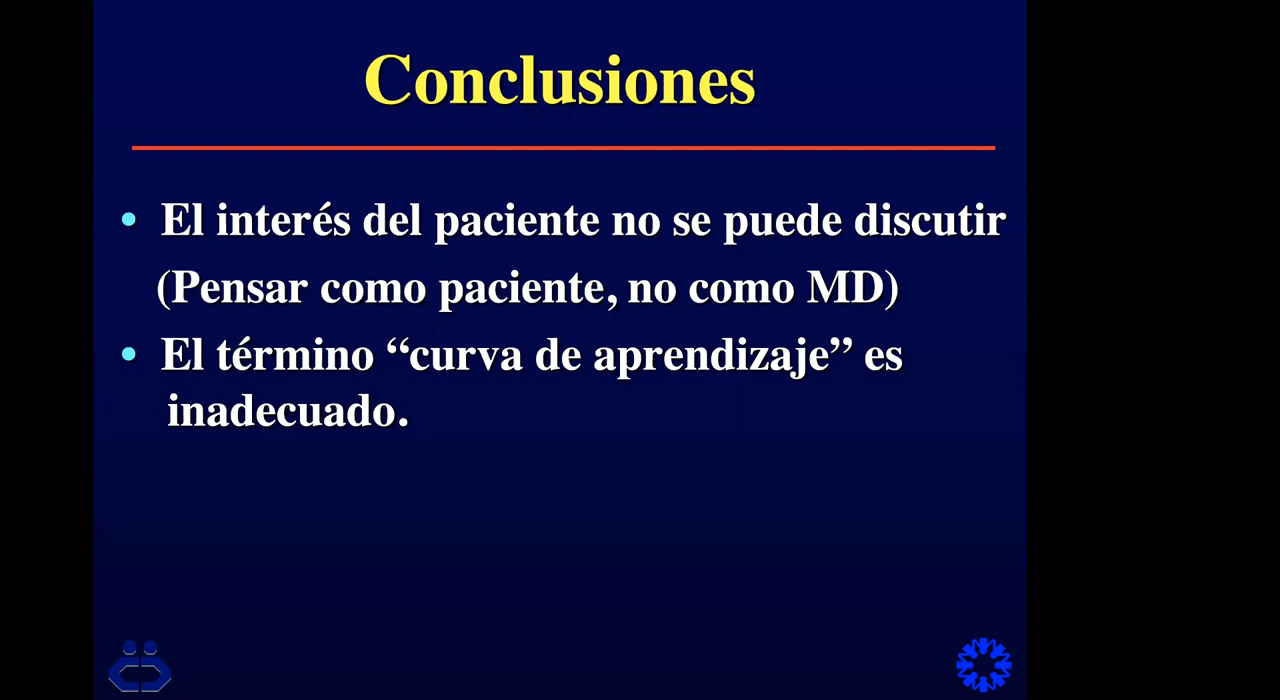 Conclusiones
• El interés del paciente no se puede discutir
(Pensar como paciente, no como MD)
• El término “curva de aprendizaje” es
inadecuado.